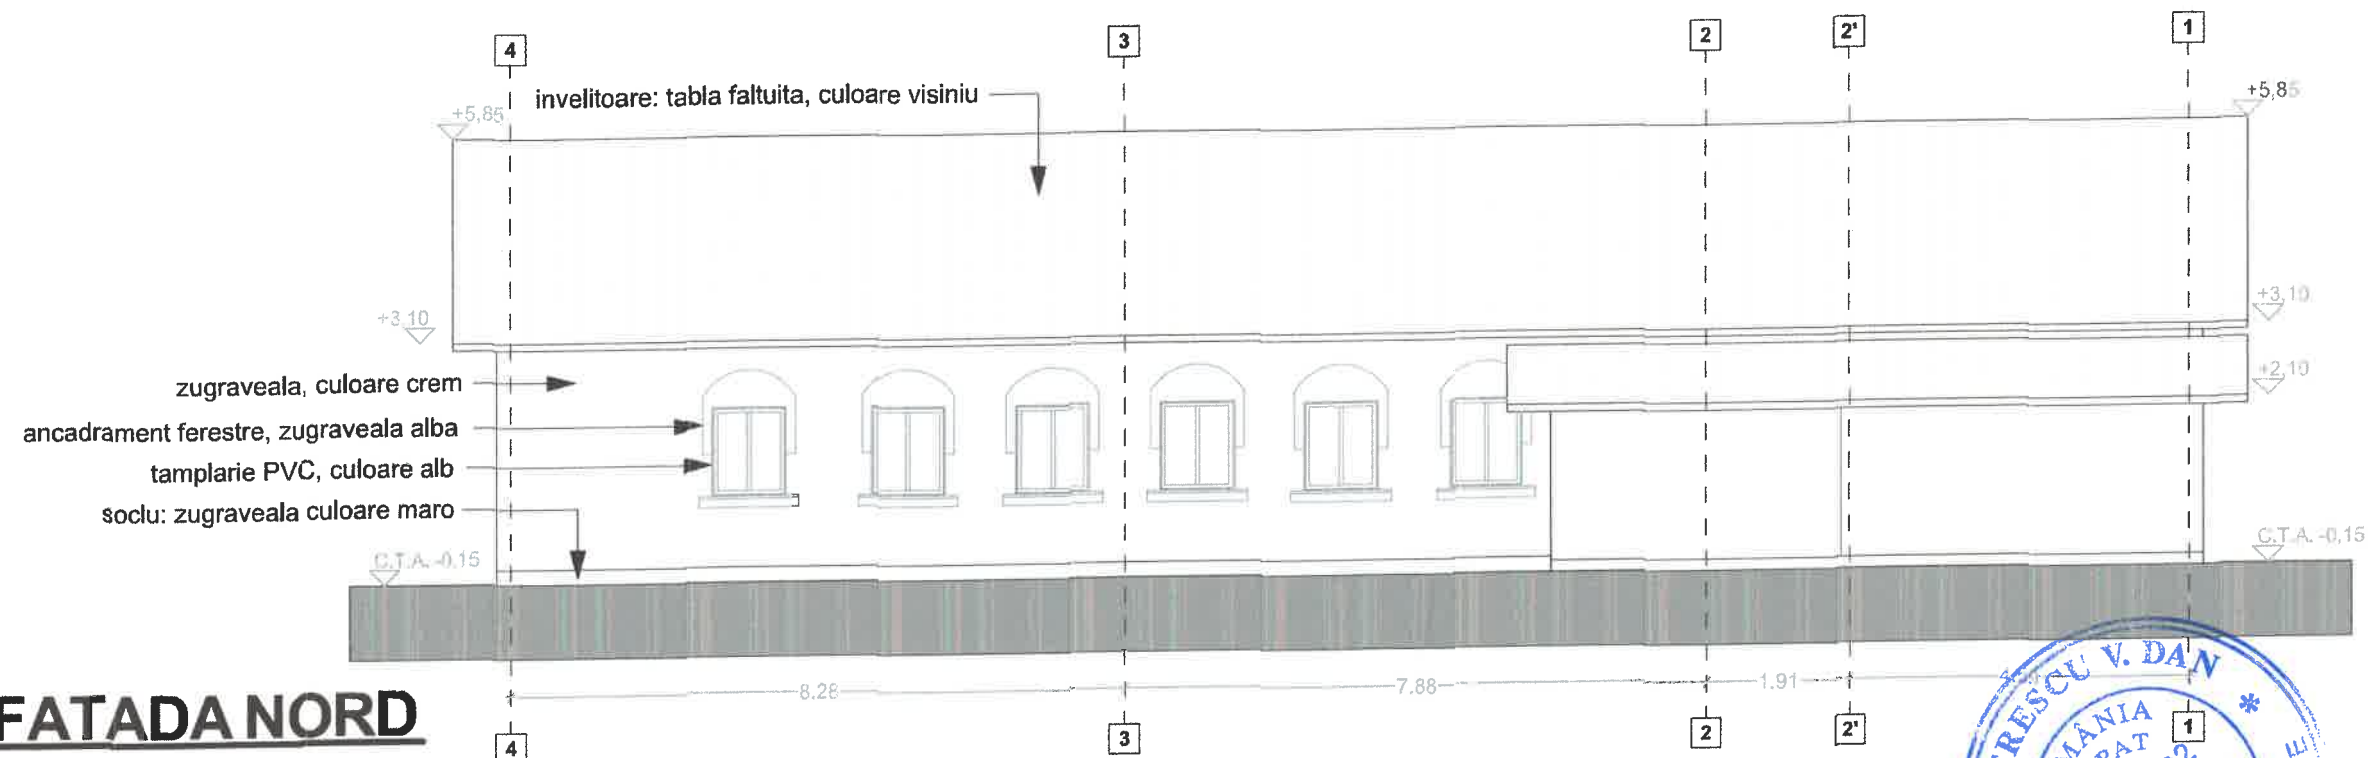 4
3
2
2'
1
invelitoare: tabla faltuita, culoare visiniu
+5,85
+5,85
+3,10
+3,10
zugraveala, culoare crem
+2,10
ancadrament ferestre, zugraveala alba
tamplarie PVC, culoare alb
soclu: zugraveala culoare maro
C.T.A. -0,15
C.T.A. -0,15
8.28
7.88
1.91
FATADA NORD
4
3
2
2'
1
V. DAN *